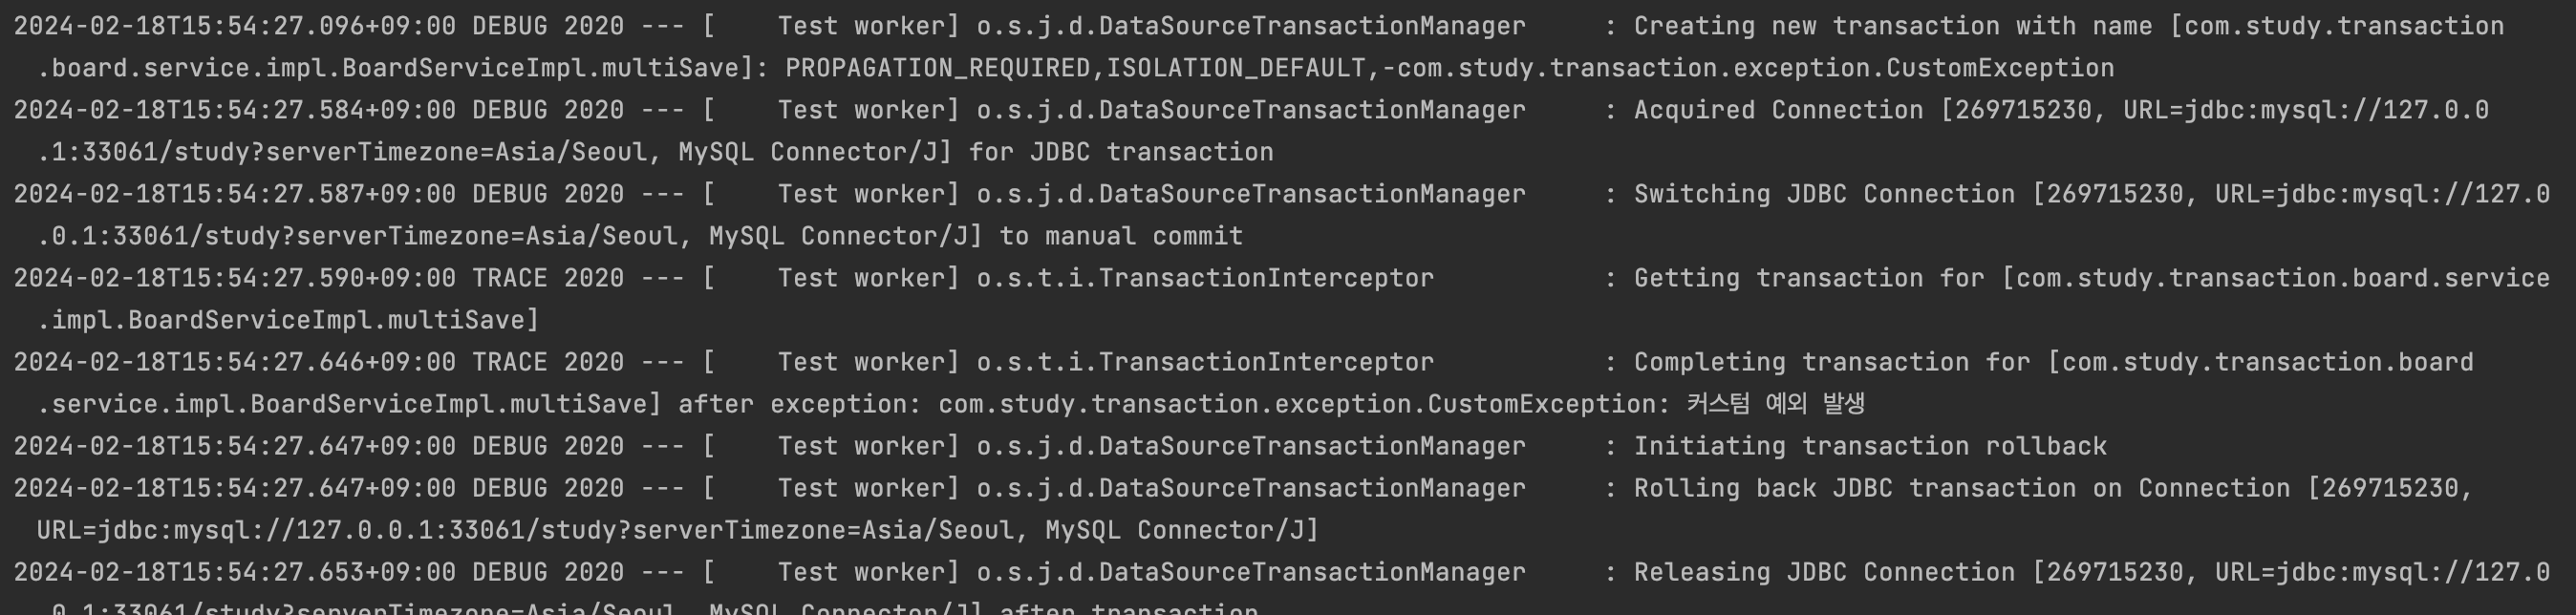 2024-02-18T15:54:27.096+09:00 DEBUG 2020 --- [    Test worker] o.s.j.d.DataSourceTransactionManager     : Creating new transaction with name [com.study.transaction
.board.service.impl.BoardServiceImpl.multiSave]: PROPAGATION_REQUIRED,ISOLATION_DEFAULT,-com.study.transaction.exception.CustomException
2024-02-18T15:54:27.584+09:00 DEBUG 2020 --- [    Test worker] o.s.j.d.DataSourceTransactionManager     : Acquired Connection [269715230, URL=jdbc:mysql://127.0.0
.1:33061/study?serverTimezone=Asia/Seoul, MySQL Connector/J] for JDBC transaction
2024-02-18T15:54:27.587+09:00 DEBUG 2020 --- [    Test worker] o.s.j.d.DataSourceTransactionManager     : Switching JDBC Connection [269715230, URL=jdbc:mysql://127.0
.0.1:33061/study?serverTimezone=Asia/Seoul, MySQL Connector/J] to manual commit
2024-02-18T15:54:27.590+09:00 TRACE 2020 --- [    Test worker] o.s.t.i.TransactionInterceptor           : Getting transaction for [com.study.transaction.board.service
.impl.BoardServiceImpl.multiSave]
2024-02-18T15:54:27.646+09:00 TRACE 2020 --- [    Test worker] o.s.t.i.TransactionInterceptor           : Completing transaction for [com.study.transaction.board
.service.impl.BoardServiceImpl.multiSave] after exception: com.study.transaction.exception.CustomException: 커스텀 예외 발생
2024-02-18T15:54:27.647+09:00 DEBUG 2020 --- [    Test worker] o.s.j.d.DataSourceTransactionManager     : Initiating transaction rollback
2024-02-18T15:54:27.647+09:00 DEBUG 2020 --- [    Test worker] o.s.j.d.DataSourceTransactionManager     : Rolling back JDBC transaction on Connection [269715230,
URL=jdbc:mysql://127.0.0.1:33061/study?serverTimezone=Asia/Seoul, MySQL Connector/J]
2024-02-18T15:54:27.653+09:00 DEBUG 2020 --- [    Test worker] o.s.j.d.DataSourceTransactionManager     : Releasing JDBC Connection [269715230, URL=jdbc:mysql://127.0
.0.1:33061/study?serverTimezone=Asia/Seoul, MySQL Connector/J] after transaction